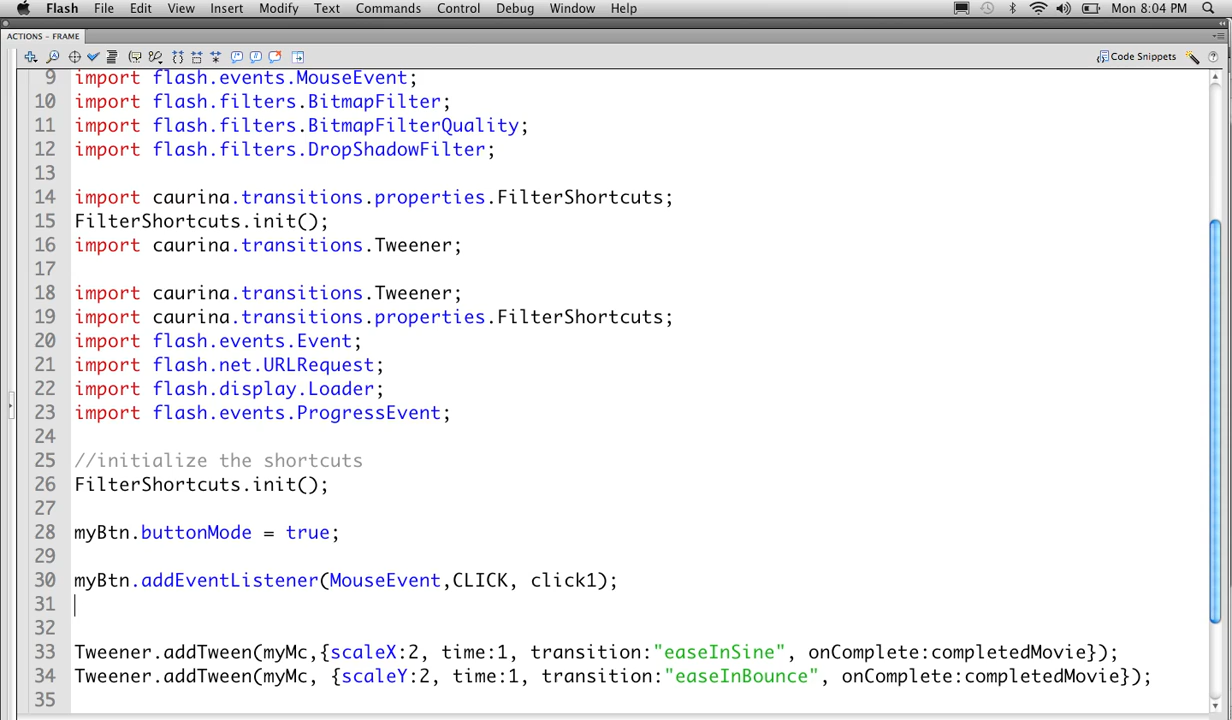 Flash File Edit View Insert Modify Text Commands Control Debug Window Help Mon 8:04 PM
ACTIONS - FRAME
Code Snippets
9 import flash.events.MouseEvent;
10 import flash.filters.BitmapFilter;
11 import flash.filters.BitmapFilterQuality;
12 import flash.filters.DropShadowFilter;
13
14 import caurina.transitions.properties.FilterShortcuts;
15 FilterShortcuts.init();
16 import caurina.transitions.Tweener;
17
18 import caurina.transitions.Tweener;
19 import caurina.transitions.properties.FilterShortcuts;
20 import flash.events.Event;
21 import flash.net.URLRequest;
22 import flash.display.Loader;
23 import flash.events.ProgressEvent;
24
25 //initialize the shortcuts
26 FilterShortcuts.init();
27
28 myBtn.buttonMode = true;
29
30 myBtn.addEventListener(MouseEvent,CLICK, click1);
31
32
33 Tweener.addTween(myMc,{scaleX:2, time:1, transition:"easeInSine", onComplete:completedMovie});
34 Tweener.addTween(myMc, {scaleY:2, time:1, transition:"easeInBounce", onComplete:completedMovie});
35